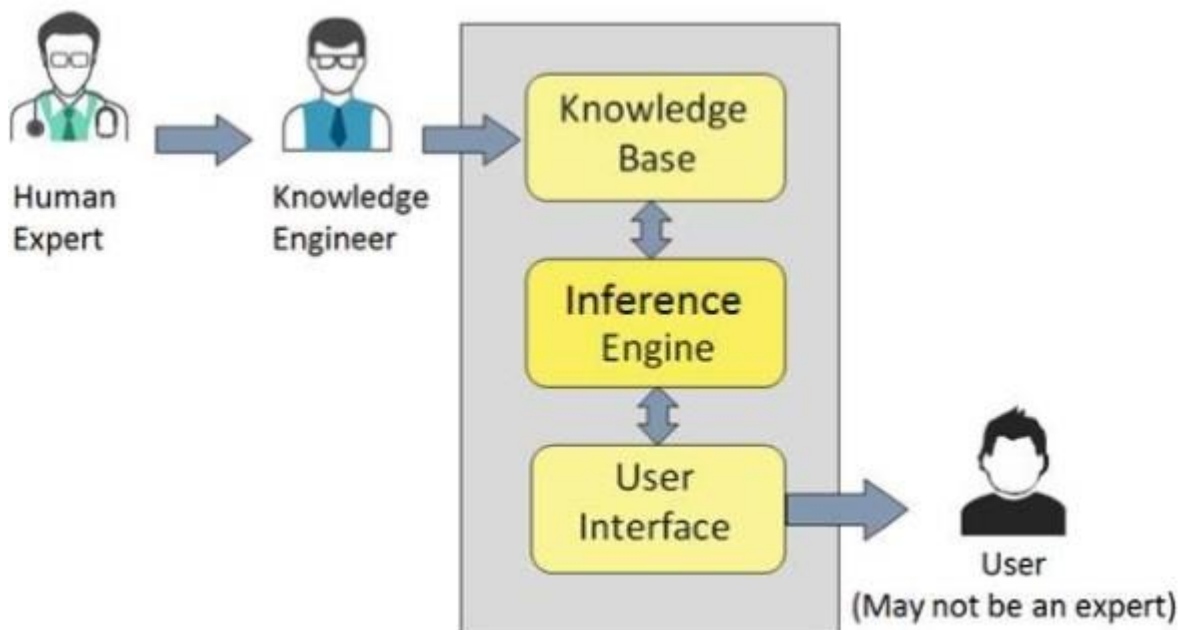 Human
Expert
Knowledge
Engineer
Knowledge
Base
Inference
Engine
User
Interface
User
(May not be an expert)